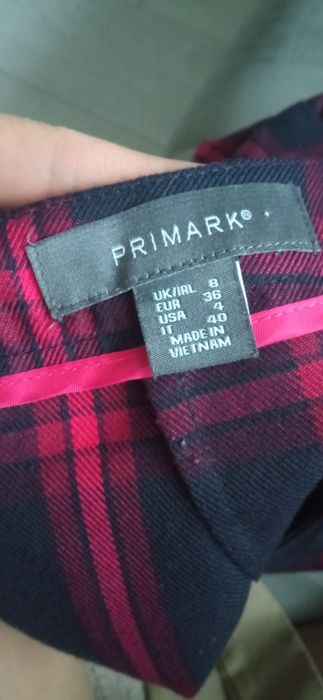 PRIMARK®
UK/IRL 8
EUR 36
USA 4
IT 40
MADE IN
VIETNAM